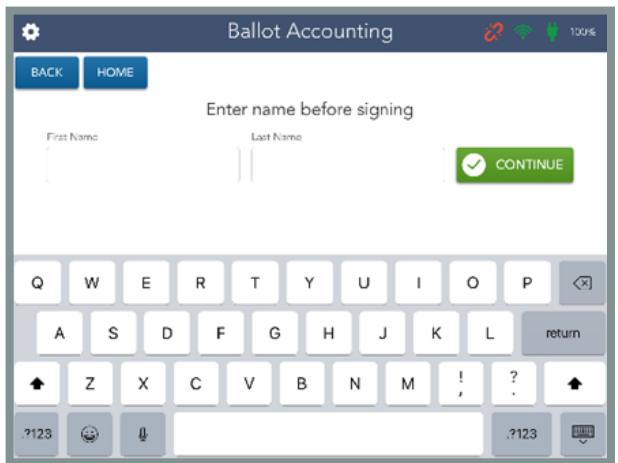 Ballot Accounting 100%
BACK HOME
Enter name before signing
First Name Last Name
CONTINUE
Q W E R T Y U I O P
A S D F G H J K L return
Z X C V B N M ! , ? .
.?123 .?123